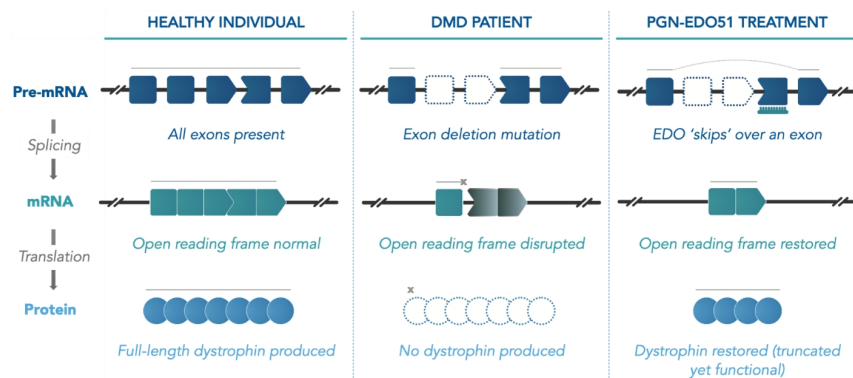 HEALTHY INDIVIDUAL
DMD PATIENT
PGN-EDO51 TREATMENT
Pre-mRNA
All exons present
Exon deletion mutation
EDO ‘skips’ over an exon
Splicing
x
mRNA
Open reading frame normal
Open reading frame disrupted
Open reading frame restored
Translation
x
Protein
Full-length dystrophin produced
No dystrophin produced
Dystrophin restored (truncated
yet functional)